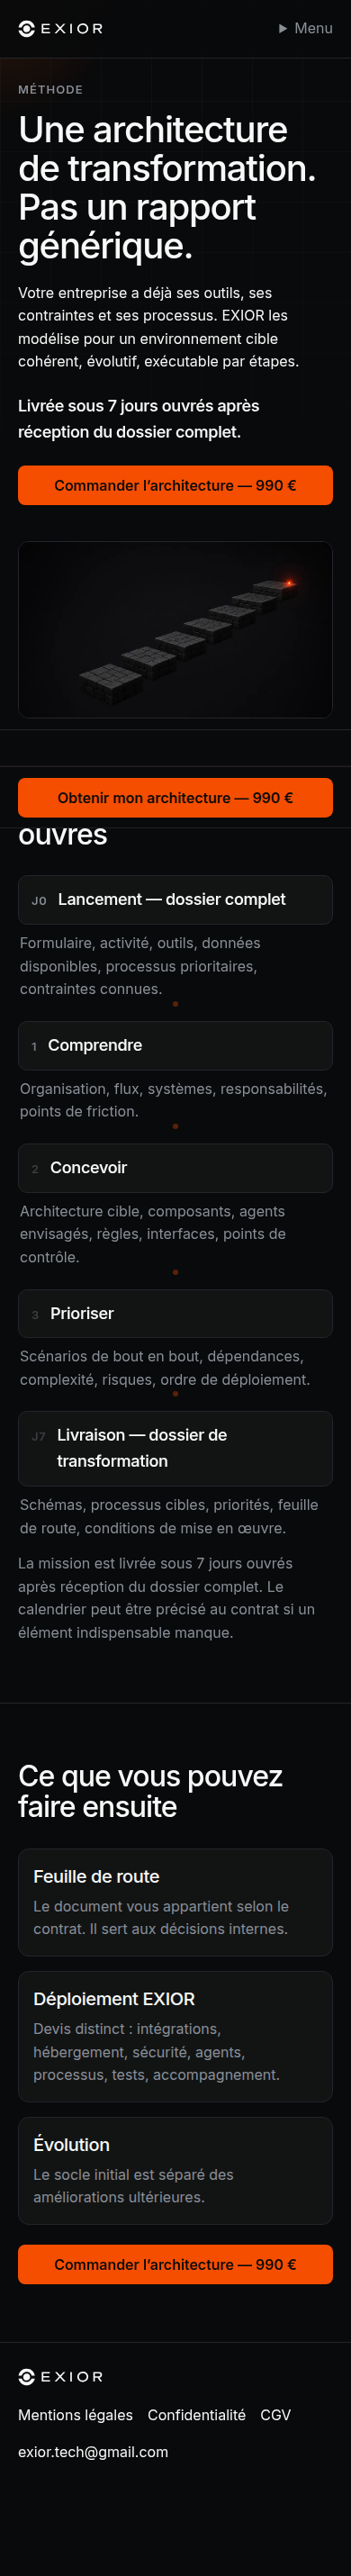 EXIOR
Menu
MÉTHODE
Une architecture
de transformation.
Pas un rapport
générique.
Votre entreprise a déjà ses outils, ses
contraintes et ses processus. EXIOR les
modélise pour un environnement cible
cohérent, évolutif, exécutable par étapes.
Livrée sous 7 jours ouvrés après
réception du dossier complet.
Commander l’architecture — 990 €
Obtenir mon architecture — 990 €
ouvrés
J0 Lancement — dossier complet
Formulaire, activité, outils, données
disponibles, processus prioritaires,
contraintes connues.
1 Comprendre
Organisation, flux, systèmes, responsabilités,
points de friction.
2 Concevoir
Architecture cible, composants, agents
envisagés, règles, interfaces, points de
contrôle.
3 Prioriser
Scénarios de bout en bout, dépendances,
complexité, risques, ordre de déploiement.
J7 Livraison — dossier de
transformation
Schémas, processus cibles, priorités, feuille
de route, conditions de mise en œuvre.
La mission est livrée sous 7 jours ouvrés
après réception du dossier complet. Le
calendrier peut être précisé au contrat si un
élément indispensable manque.
Ce que vous pouvez
faire ensuite
Feuille de route
Le document vous appartient selon le
contrat. Il sert aux décisions internes.
Déploiement EXIOR
Devis distinct : intégrations,
hébergement, sécurité, agents,
processus, tests, accompagnement.
Évolution
Le socle initial est séparé des
améliorations ultérieures.
Commander l’architecture — 990 €
EXIOR
Mentions légales Confidentialité CGV
exior.tech@gmail.com